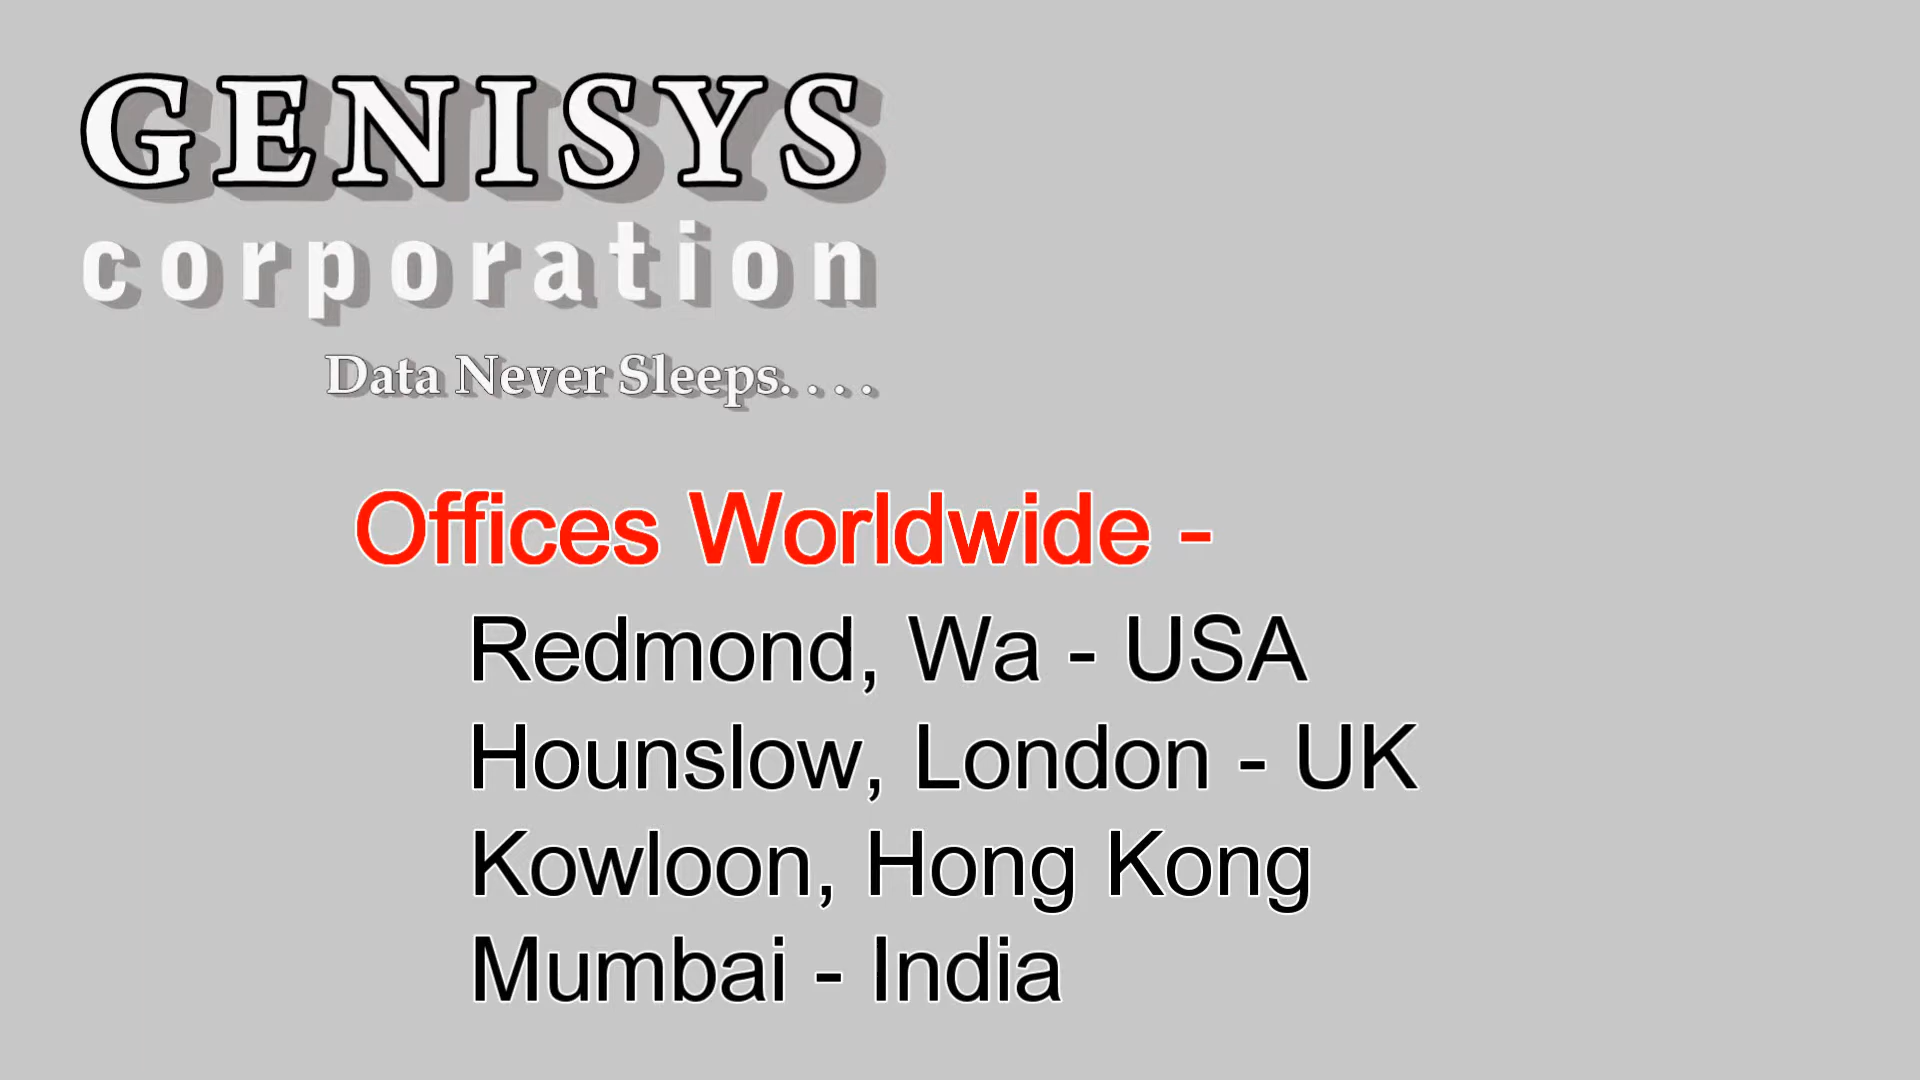 GENISYS
corporation
Data Never Sleeps. . . .
Offices Worldwide -
Redmond, Wa - USA
Hounslow, London - UK
Kowloon, Hong Kong
Mumbai - India